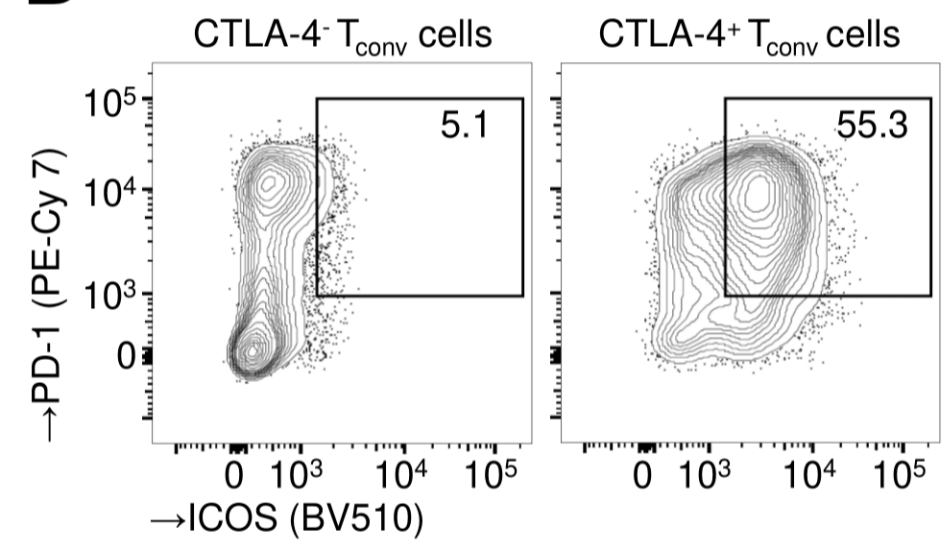 CTLA-4⁻ Tconv cells
CTLA-4⁺ Tconv cells
→PD-1 (PE-Cy 7)
10⁵
10⁴
10³
0
5.1
55.3
0 10³ 10⁴ 10⁵
0 10³ 10⁴ 10⁵
→ICOS (BV510)